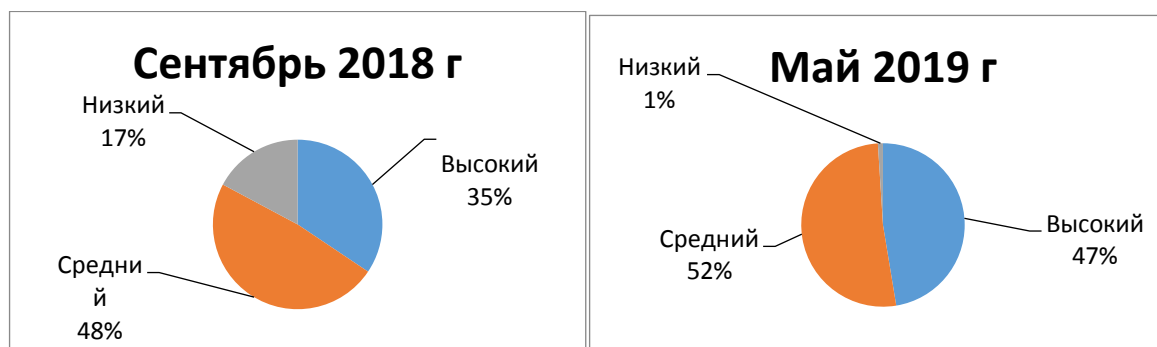 Сентябрь 2018 г
Низкий
17%
Высокий
35%
Средни
й
48%
Май 2019 г
Низкий
1%
Средний
52%
Высокий
47%